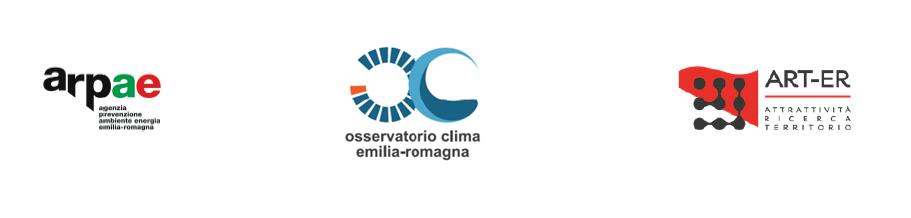 arpae
agenzia
prevenzione
ambiente energia
emilia-romagna
osservatorio clima
emilia-romagna
ART-ER
ATTRATTIVITÀ
RICERCA
TERRITORIO